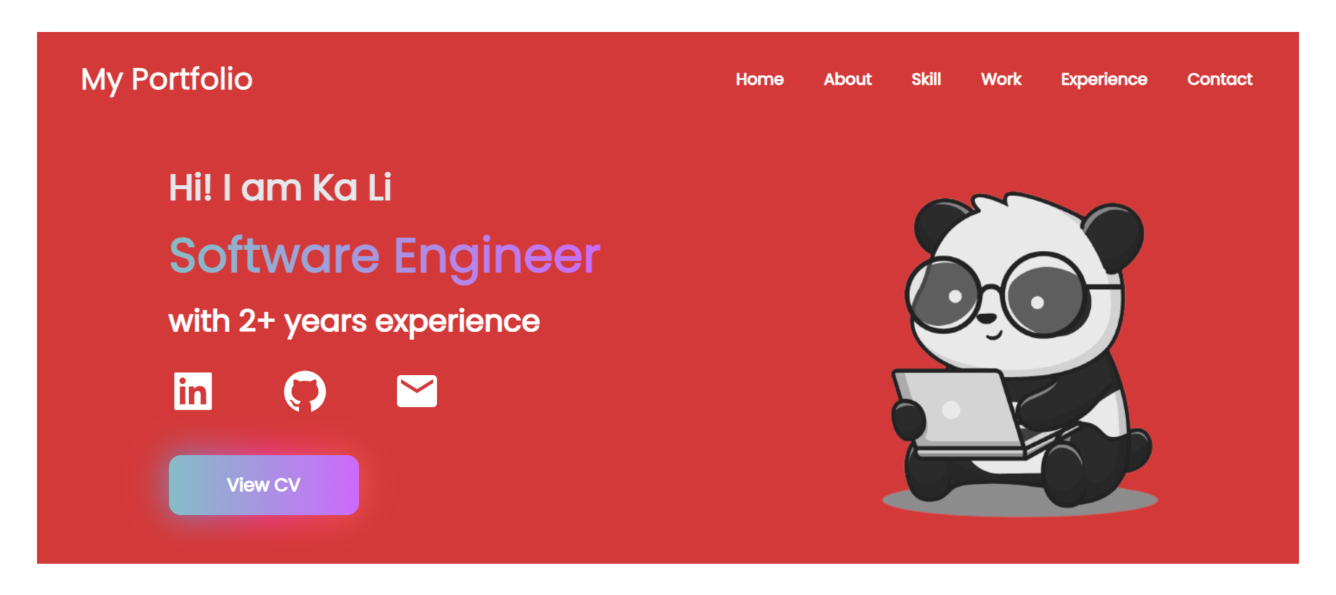 My Portfolio
Home About Skill Work Experience Contact
Hi! I am Ka Li
Software Engineer
with 2+ years experience
in
View CV